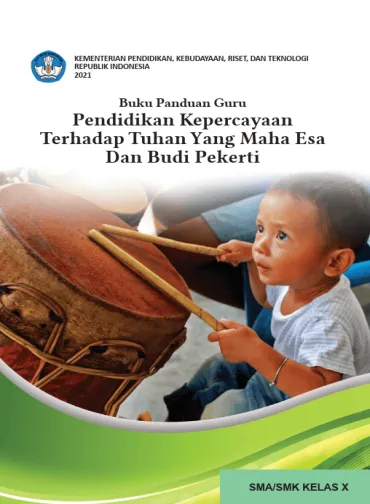 KEMENTERIAN PENDIDIKAN, KEBUDAYAAN, RISET, DAN TEKNOLOGI
REPUBLIK INDONESIA
2021
Buku Panduan Guru
Pendidikan Kepercayaan
Terhadap Tuhan Yang Maha Esa
Dan Budi Pekerti
SMA/SMK KELAS X